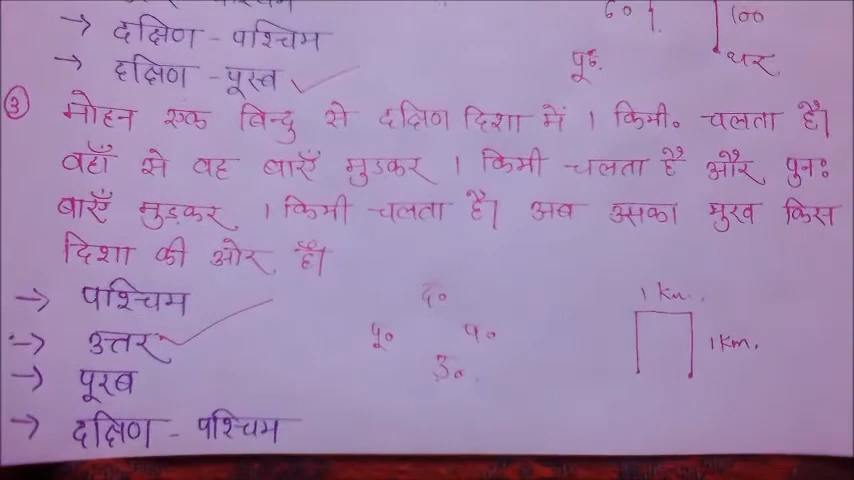 → दक्षिण - पश्चिम
→ दक्षिण - पूरब
60
100
घर
पू॰
③ मोहन एक बिन्दु से दक्षिण दिशा में 1 किमी॰ चलता है।
वहाँ से वह बाएँ मुडकर 1 किमी चलता है और पुनः
बाएँ मुड़कर 1 किमी चलता है। अब उसका मुख किस
दिशा की ओर है।
→ पश्चिम
→ उत्तर
→ पूरब
→ दक्षिण - पश्चिम
द॰
पू॰ प॰
उ॰
1 Km.
1 Km.